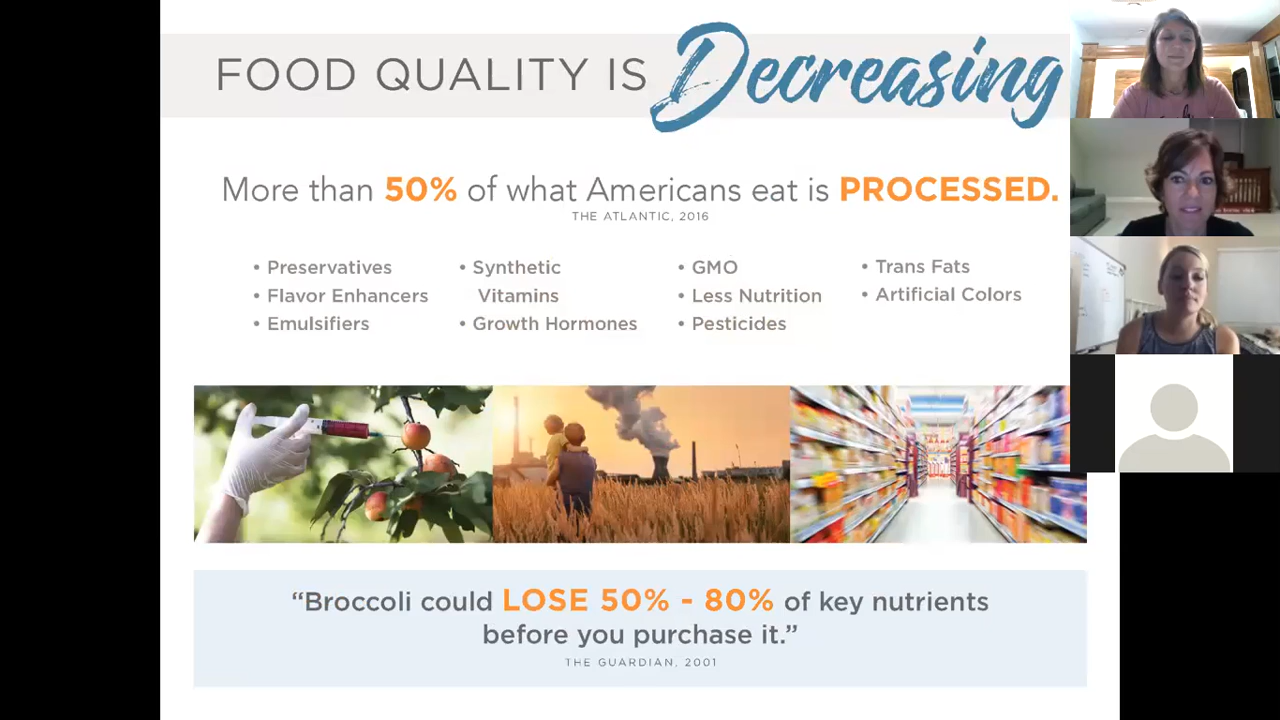 FOOD QUALITY IS Decreasing
More than 50% of what Americans eat is PROCESSED.
THE ATLANTIC, 2016
• Preservatives
• Flavor Enhancers
• Emulsifiers
• Synthetic
Vitamins
• Growth Hormones
• GMO
• Less Nutrition
• Pesticides
• Trans Fats
• Artificial Colors
“Broccoli could LOSE 50% - 80% of key nutrients
before you purchase it.”
THE GUARDIAN, 2001